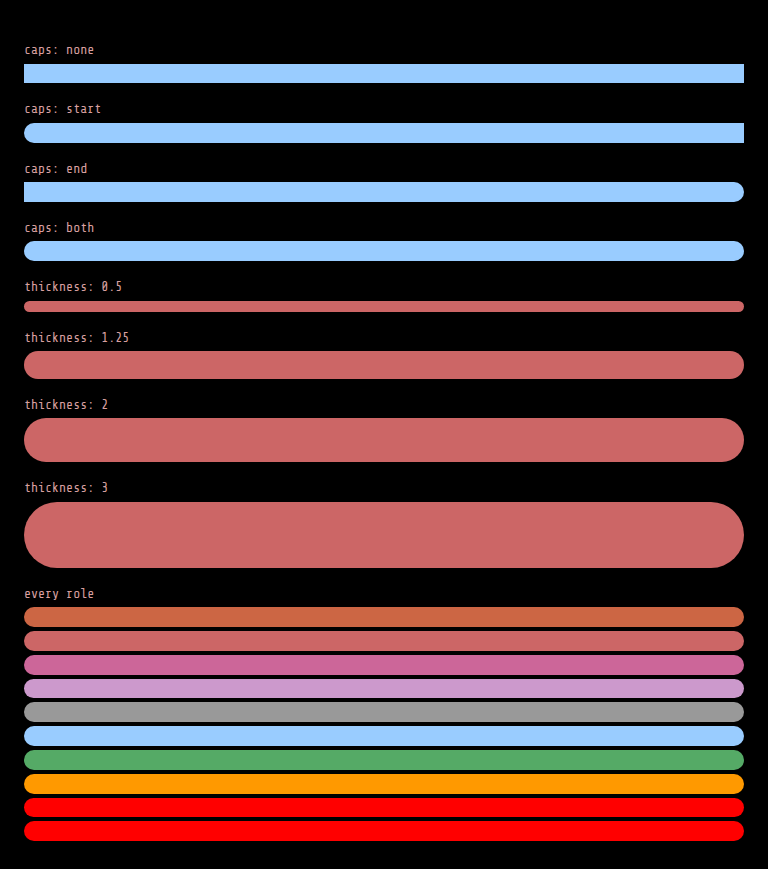 caps: none
caps: start
caps: end
caps: both
thickness: 0.5
thickness: 1.25
thickness: 2
thickness: 3
every role